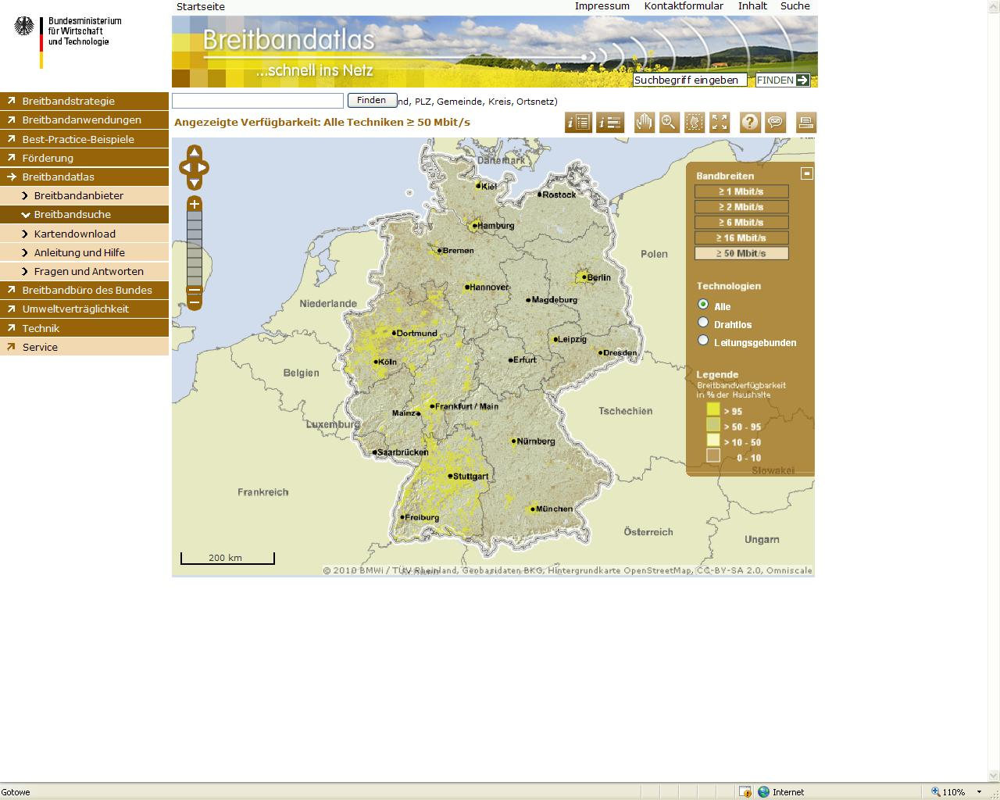 Startseite
Impressum Kontaktformular Inhalt Suche
Bundesministerium
für Wirtschaft
und Technologie
Breitbandatlas
...schnell ins Netz
Suchbegriff eingeben FINDEN
Breitbandstrategie
Breitbandanwendungen
Best-Practice-Beispiele
Förderung
Breitbandatlas
Breitbandanbieter
Breitbandsuche
Kartendownload
Anleitung und Hilfe
Fragen und Antworten
Breitbandbüro des Bundes
Umweltverträglichkeit
Technik
Service
Finden nd, PLZ, Gemeinde, Kreis, Ortsnetz)
Angezeigte Verfügbarkeit: Alle Techniken ≥ 50 Mbit/s
Dänemark
Kiel
Rostock
Hamburg
Bremen
Polen
Berlin
Hannover
Magdeburg
Niederlande
Dortmund
Leipzig
Dresden
Köln
Erfurt
Belgien
Frankfurt / Main
Mainz
Tschechien
Luxemburg
Nürnberg
Saarbrücken
Stuttgart
Frankreich
München
Freiburg
Österreich
Ungarn
Slowakei
Bandbreiten
≥ 1 Mbit/s
≥ 2 Mbit/s
≥ 6 Mbit/s
≥ 16 Mbit/s
≥ 50 Mbit/s
Technologien
Alle
Drahtlos
Leitungsgebunden
Legende
Breitbandverfügbarkeit
in % der Haushalte
> 95
> 50 - 95
> 10 - 50
0 - 10
200 km
© 2010 BMWi / TÜV Rheinland, Geobasidaten BKG, Hintergrundkarte OpenStreetMap, CC-BY-SA 2.0, Omniscale
Gotowe
Internet
110%